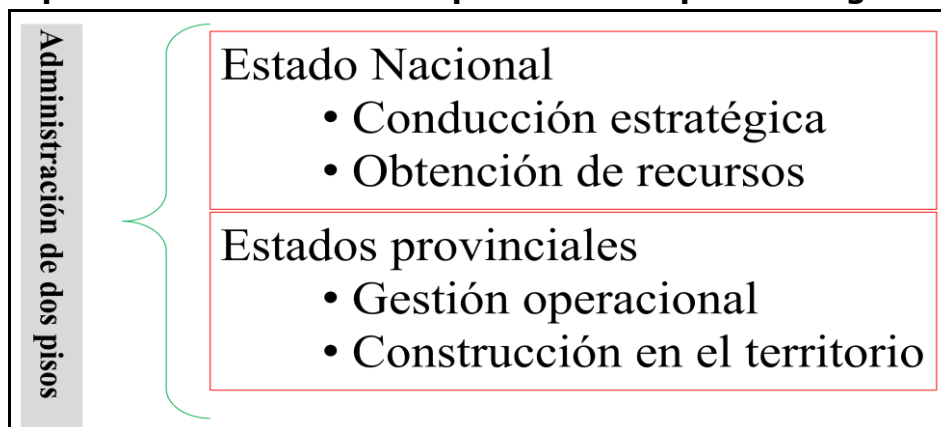 Administración de dos pisos
Estado Nacional
• Conducción estratégica
• Obtención de recursos
Estados provinciales
• Gestión operacional
• Construcción en el territorio